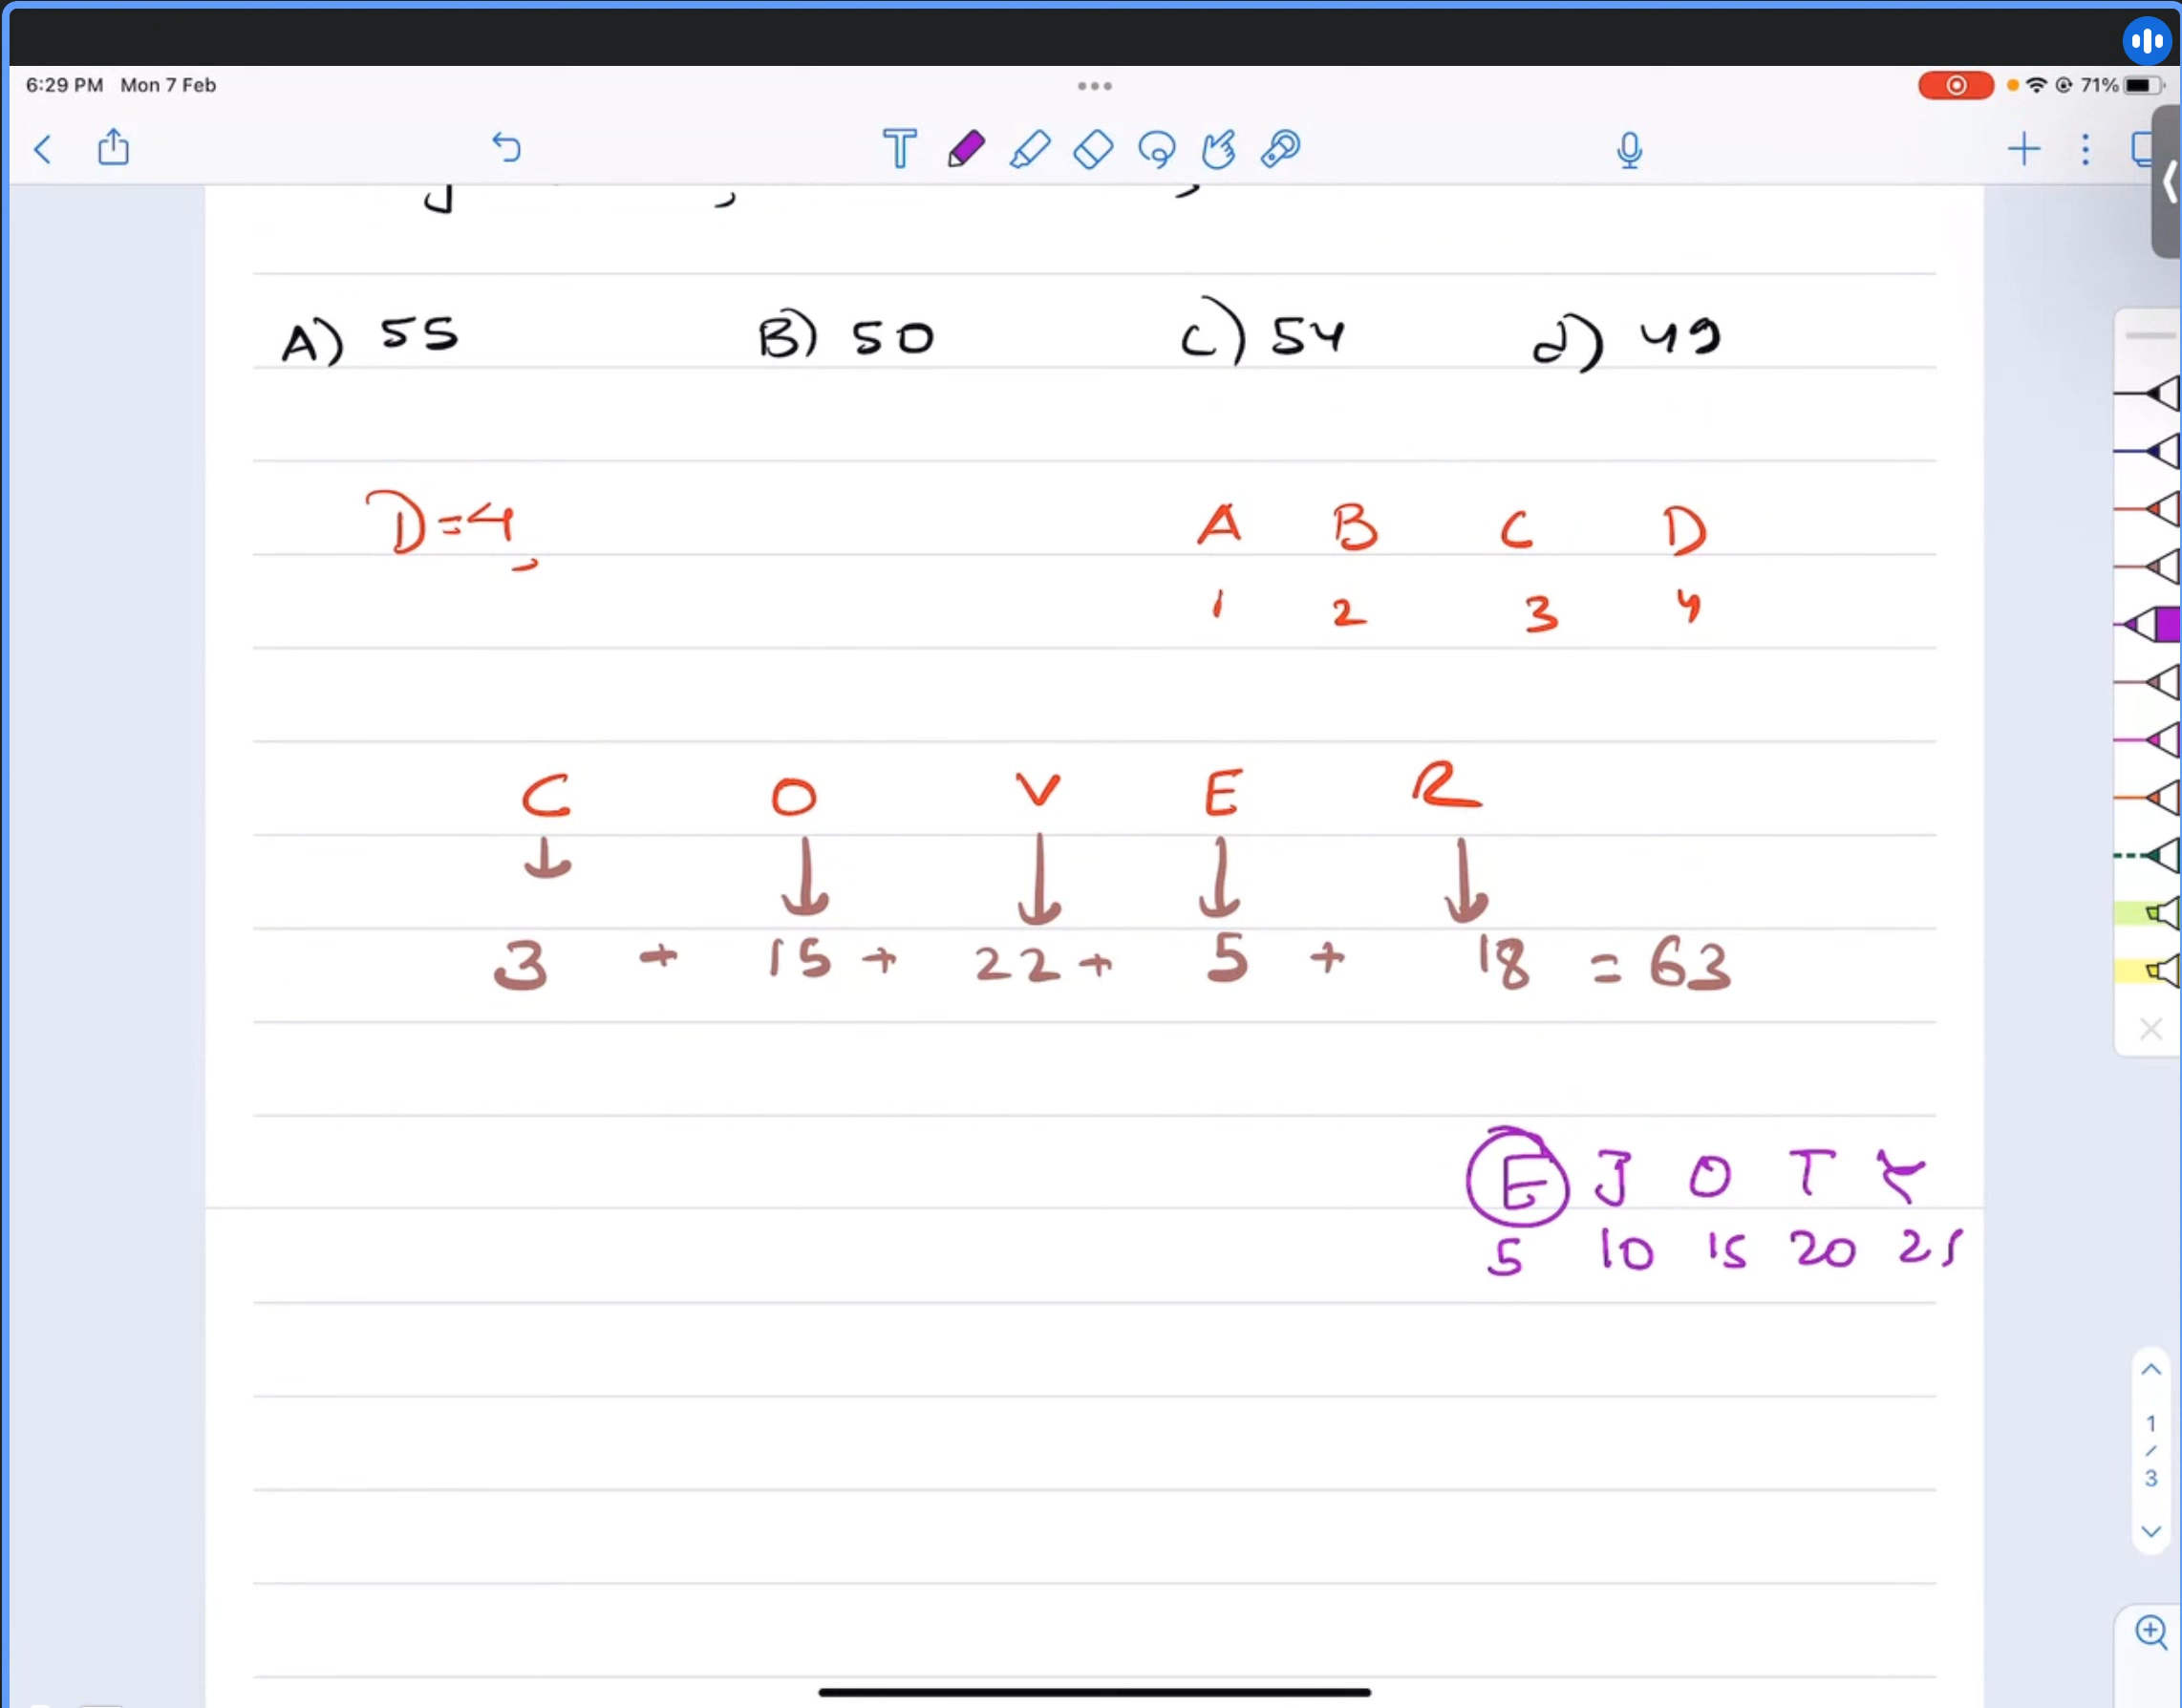 6:29 PM Mon 7 Feb 71%
A) 55 B) 50 C) 54 d) 49
D=4, A B C D
1 2 3 4
C O V E R
3 + 15 + 22 + 5 + 18 = 63
E J O T Y
5 10 15 20 25
1
/
3